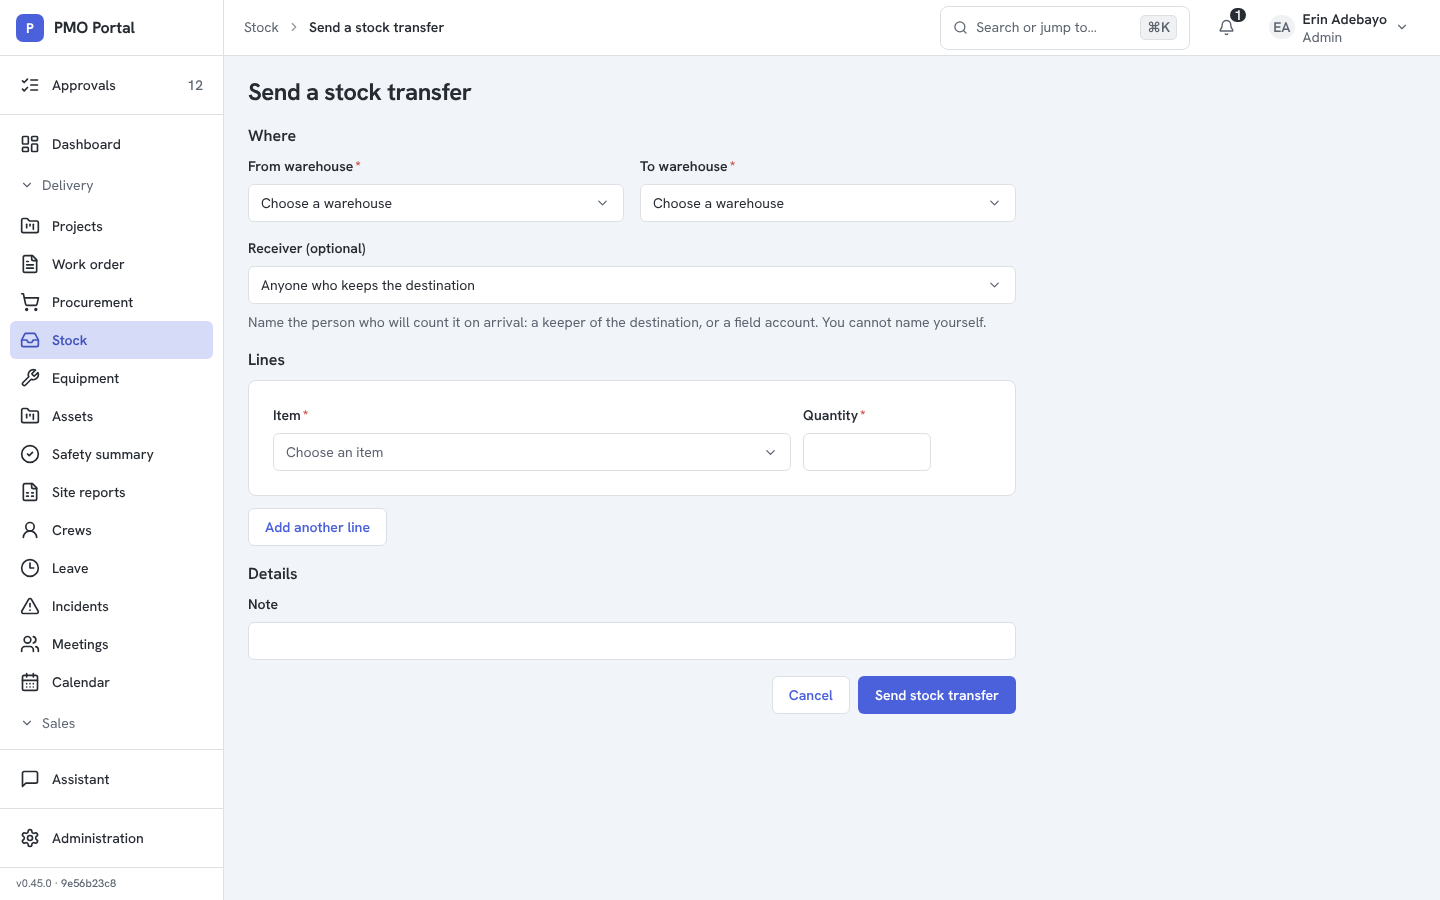 P PMO Portal
Stock > Send a stock transfer
Search or jump to... ⌘K
1
EA Erin Adebayo
Admin
Approvals 12
Dashboard
Delivery
Projects
Work order
Procurement
Stock
Equipment
Assets
Safety summary
Site reports
Crews
Leave
Incidents
Meetings
Calendar
Sales
Assistant
Administration
v0.45.0 · 9e56b23c8
Send a stock transfer
Where
From warehouse * To warehouse *
Choose a warehouse Choose a warehouse
Receiver (optional)
Anyone who keeps the destination
Name the person who will count it on arrival: a keeper of the destination, or a field account. You cannot name yourself.
Lines
Item * Quantity *
Choose an item
Add another line
Details
Note
Cancel Send stock transfer